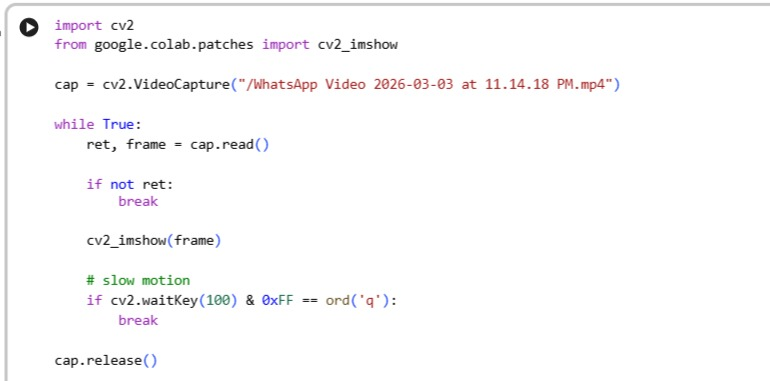 import cv2
from google.colab.patches import cv2_imshow
cap = cv2.VideoCapture("/WhatsApp Video 2026-03-03 at 11.14.18 PM.mp4")
while True:
    ret, frame = cap.read()
    if not ret:
        break
    cv2_imshow(frame)
    # slow motion
    if cv2.waitKey(100) & 0xFF == ord('q'):
        break
cap.release()